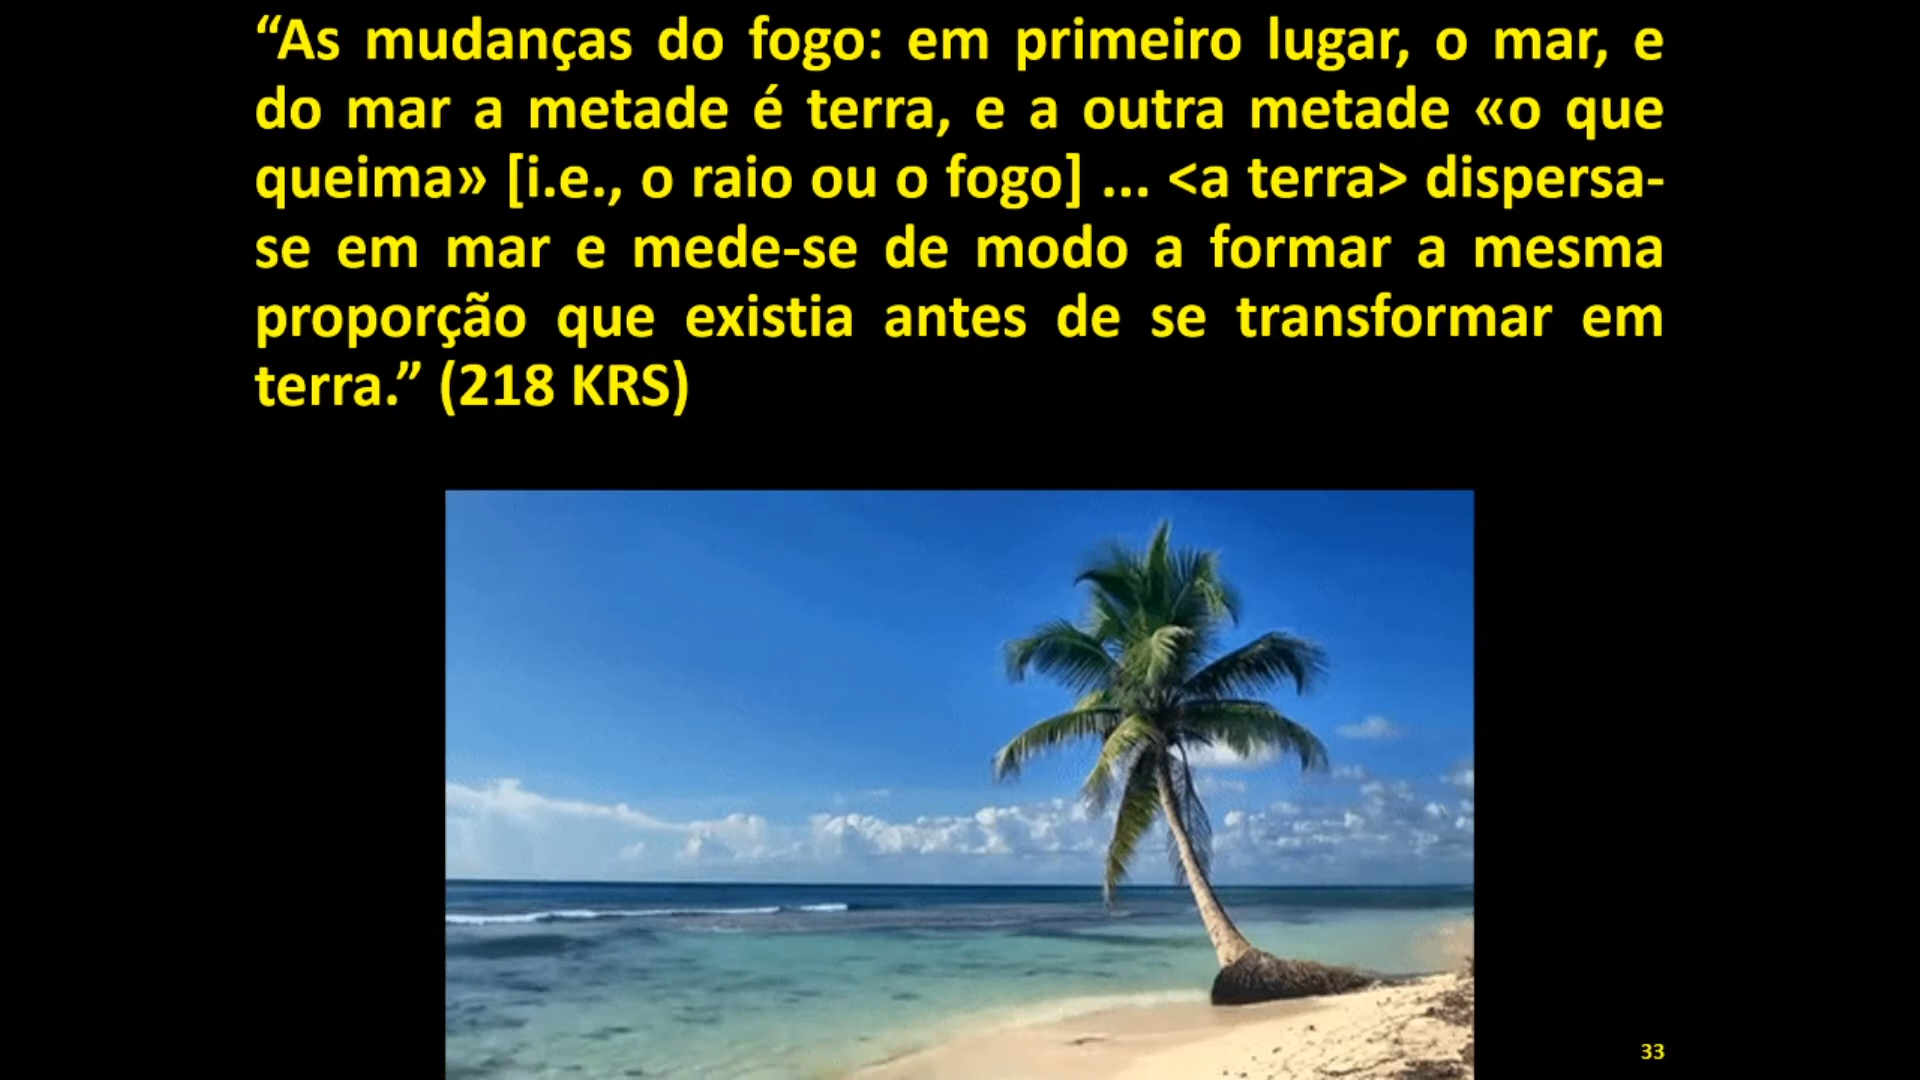 “As mudanças do fogo: em primeiro lugar, o mar, e
do mar a metade é terra, e a outra metade «o que
queima» [i.e., o raio ou o fogo] ... <a terra> dispersa-
se em mar e mede-se de modo a formar a mesma
proporção que existia antes de se transformar em
terra.” (218 KRS)
33